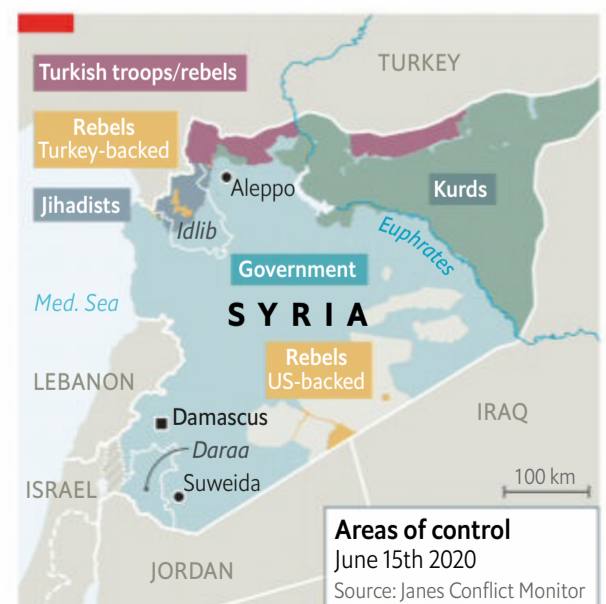 TURKEY
Turkish troops/rebels
Rebels
Turkey-backed
Aleppo
Kurds
Jihadists
Idlib
Euphrates
Government
Med. Sea
SYRIA
Rebels
US-backed
LEBANON
IRAQ
Damascus
Daraa
Suweida
ISRAEL
100 km
JORDAN
Areas of control
June 15th 2020
Source: Janes Conflict Monitor